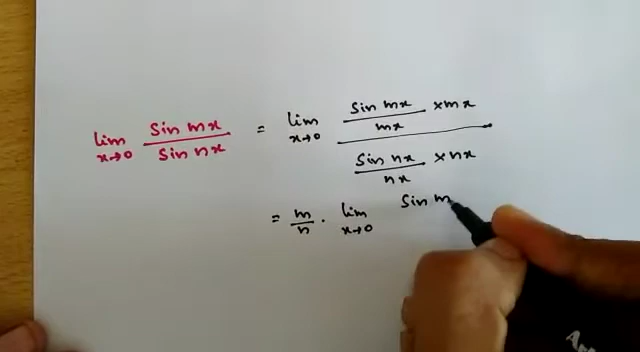 lim x→0 sin mx / sin nx = lim x→0 (sin mx / mx × mx) / (sin nx / nx × nx)
= m/n · lim x→0 sin m